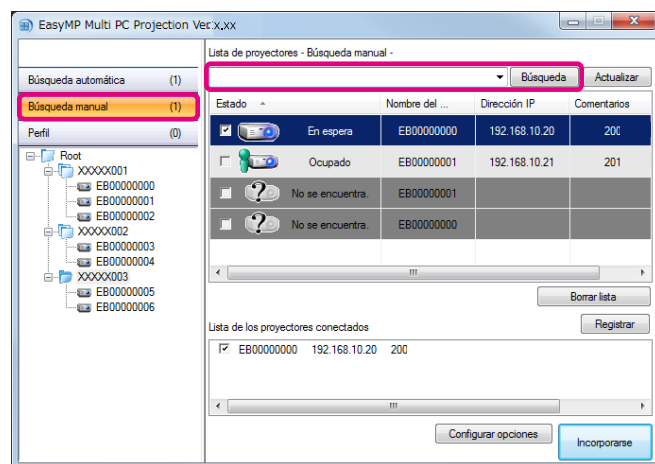 EasyMP Multi PC Projection Ver.x.xx
Lista de proyectores - Búsqueda manual -
Búsqueda
Actualizar
Búsqueda automática (1)
Búsqueda manual (1)
Perfil (0)
Root
XXXXX001
EB00000000
EB00000001
EB00000002
XXXXX002
EB00000003
EB00000004
XXXXX003
EB00000005
EB00000006
Estado Nombre del ... Dirección IP Comentarios
En espera EB00000000 192.168.10.20 200
Ocupado EB00000001 192.168.10.21 201
No se encuentra. EB00000001
No se encuentra. EB00000000
Borrar lista
Lista de los proyectores conectados
Registrar
EB00000000 192.168.10.20 200
Configurar opciones
Incorporarse